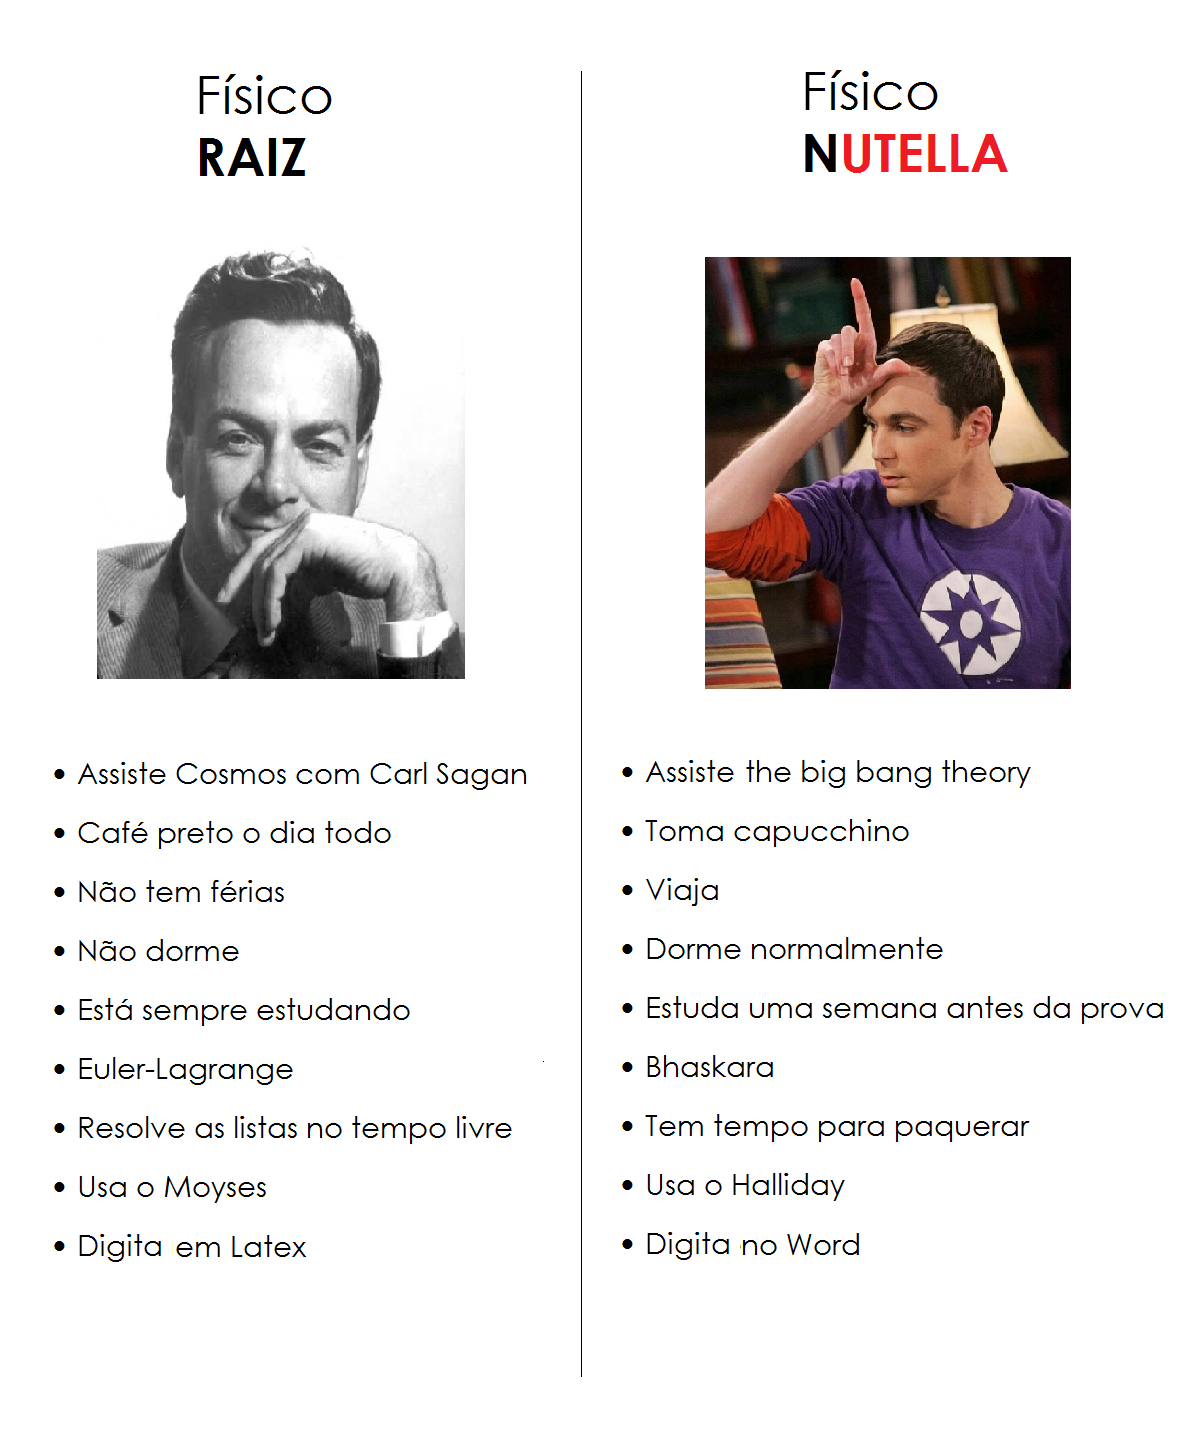 Físico
RAIZ
• Assiste Cosmos com Carl Sagan
• Café preto o dia todo
• Não tem férias
• Não dorme
• Está sempre estudando
• Euler-Lagrange
• Resolve as listas no tempo livre
• Usa o Moyses
• Digita em Latex
Físico
NUTELLA
• Assiste the big bang theory
• Toma capucchino
• Viaja
• Dorme normalmente
• Estuda uma semana antes da prova
• Bhaskara
• Tem tempo para paquerar
• Usa o Halliday
• Digita no Word